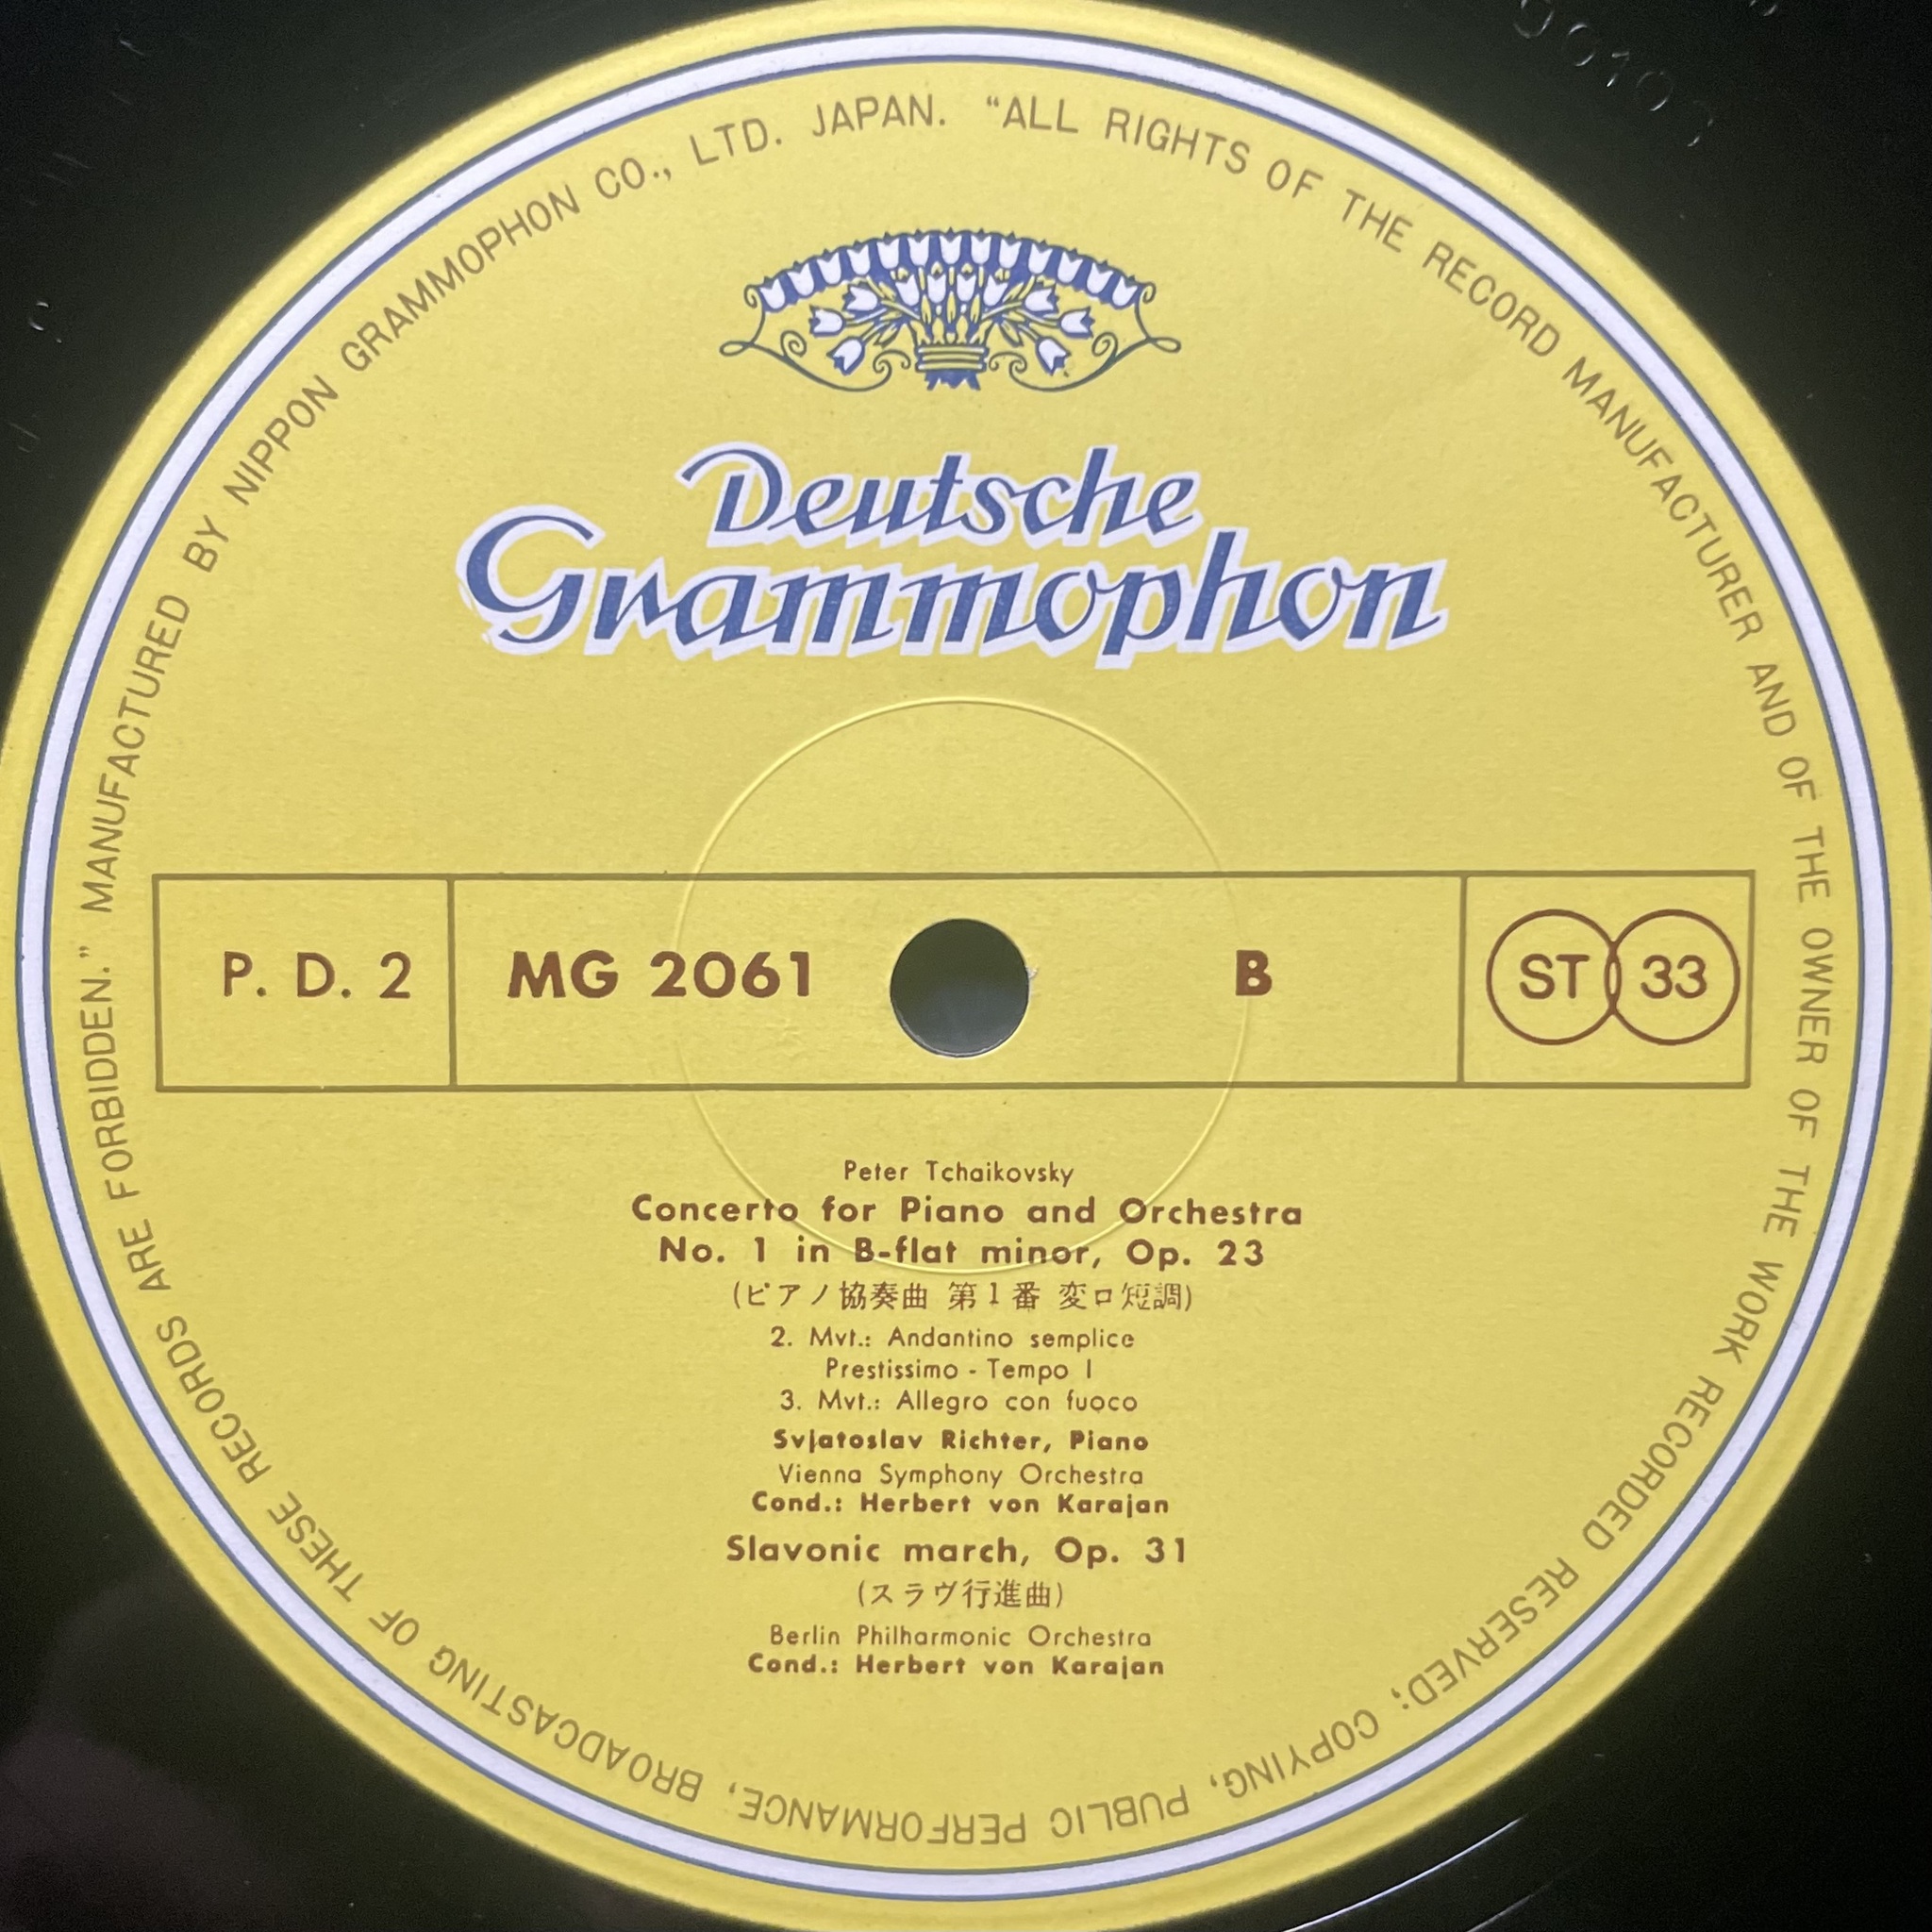 MANUFACTURED BY NIPPON GRAMMOPHON CO., LTD. JAPAN. “ALL RIGHTS OF THE RECORD MANUFACTURER AND OF THE OWNER OF THE WORK RECORDED RESERVED; COPYING, PUBLIC PERFORMANCE, BROADCASTING OF THESE RECORDS ARE FORBIDDEN.”
Deutsche
Grammophon
P. D. 2 MG 2061 B ST 33
Peter Tchaikovsky
Concerto for Piano and Orchestra
No. 1 in B-flat minor, Op. 23
(ピアノ協奏曲 第1番 変ロ短調)
2. Mvt.: Andantino semplice
Prestissimo - Tempo I
3. Mvt.: Allegro con fuoco
Svjatoslav Richter, Piano
Vienna Symphony Orchestra
Cond.: Herbert von Karajan
Slavonic march, Op. 31
(スラヴ行進曲)
Berlin Philharmonic Orchestra
Cond.: Herbert von Karajan